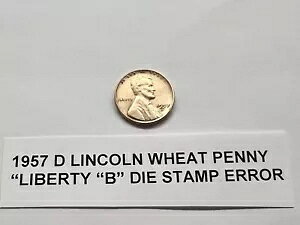 1957 D LINCOLN WHEAT PENNY
“LIBERTY “B” DIE STAMP ERROR